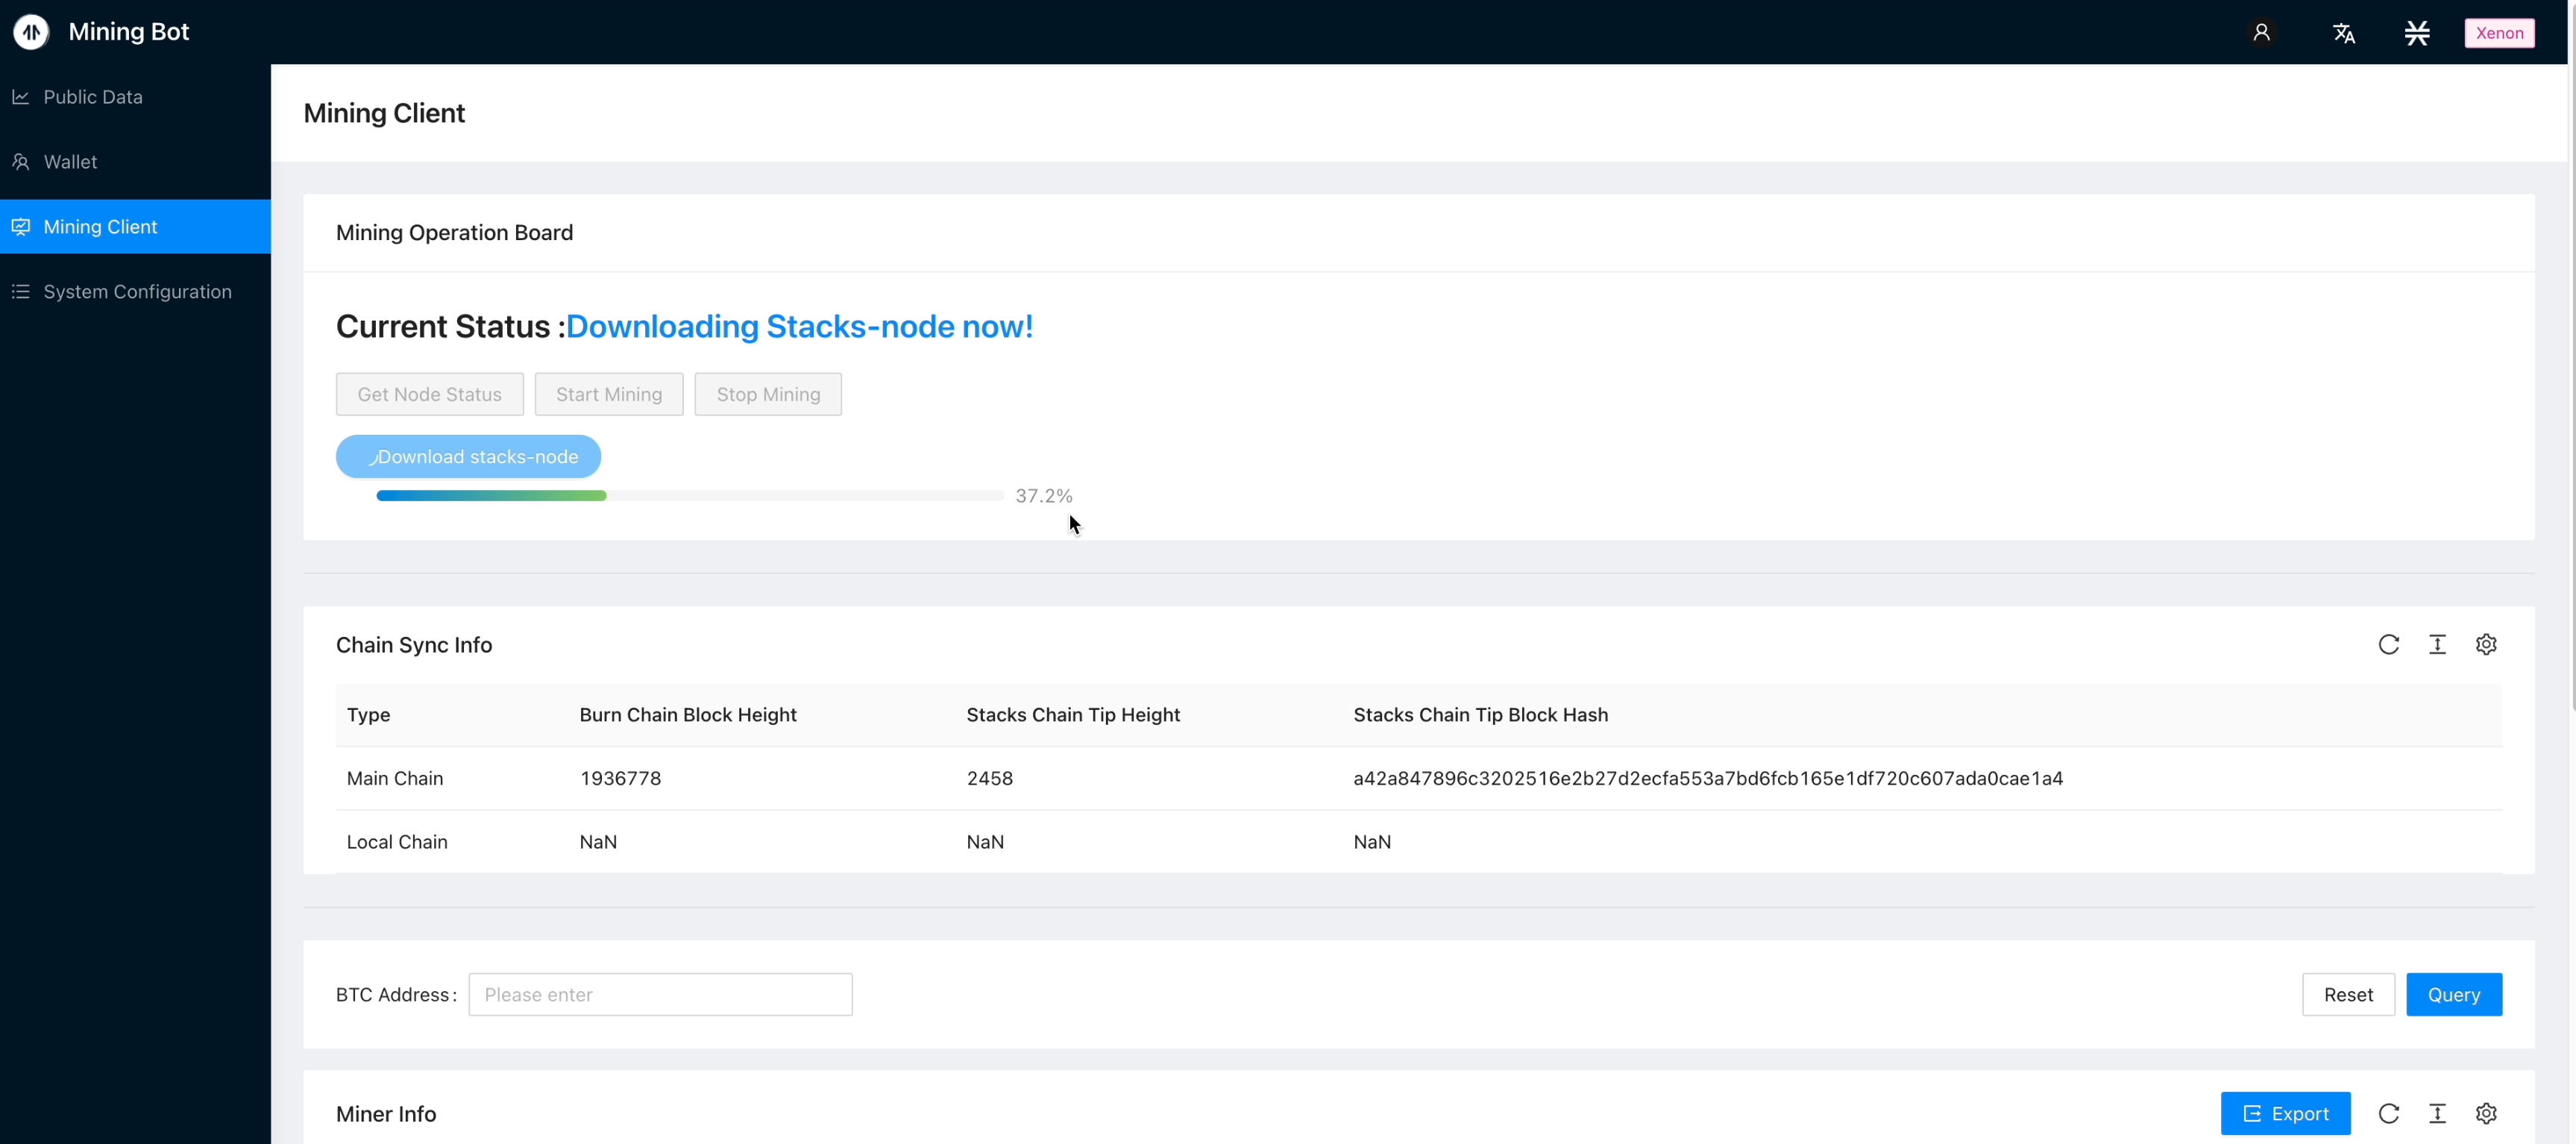 Mining Bot
Xenon
Public Data
Wallet
Mining Client
System Configuration
Mining Client
Mining Operation Board
Current Status :Downloading Stacks-node now!
Get Node Status Start Mining Stop Mining
Download stacks-node
37.2%
Chain Sync Info
Type Burn Chain Block Height Stacks Chain Tip Height Stacks Chain Tip Block Hash
Main Chain 1936778 2458 a42a847896c3202516e2b27d2ecfa553a7bd6fcb165e1df720c607ada0cae1a4
Local Chain NaN NaN NaN
BTC Address : Please enter Reset Query
Miner Info Export